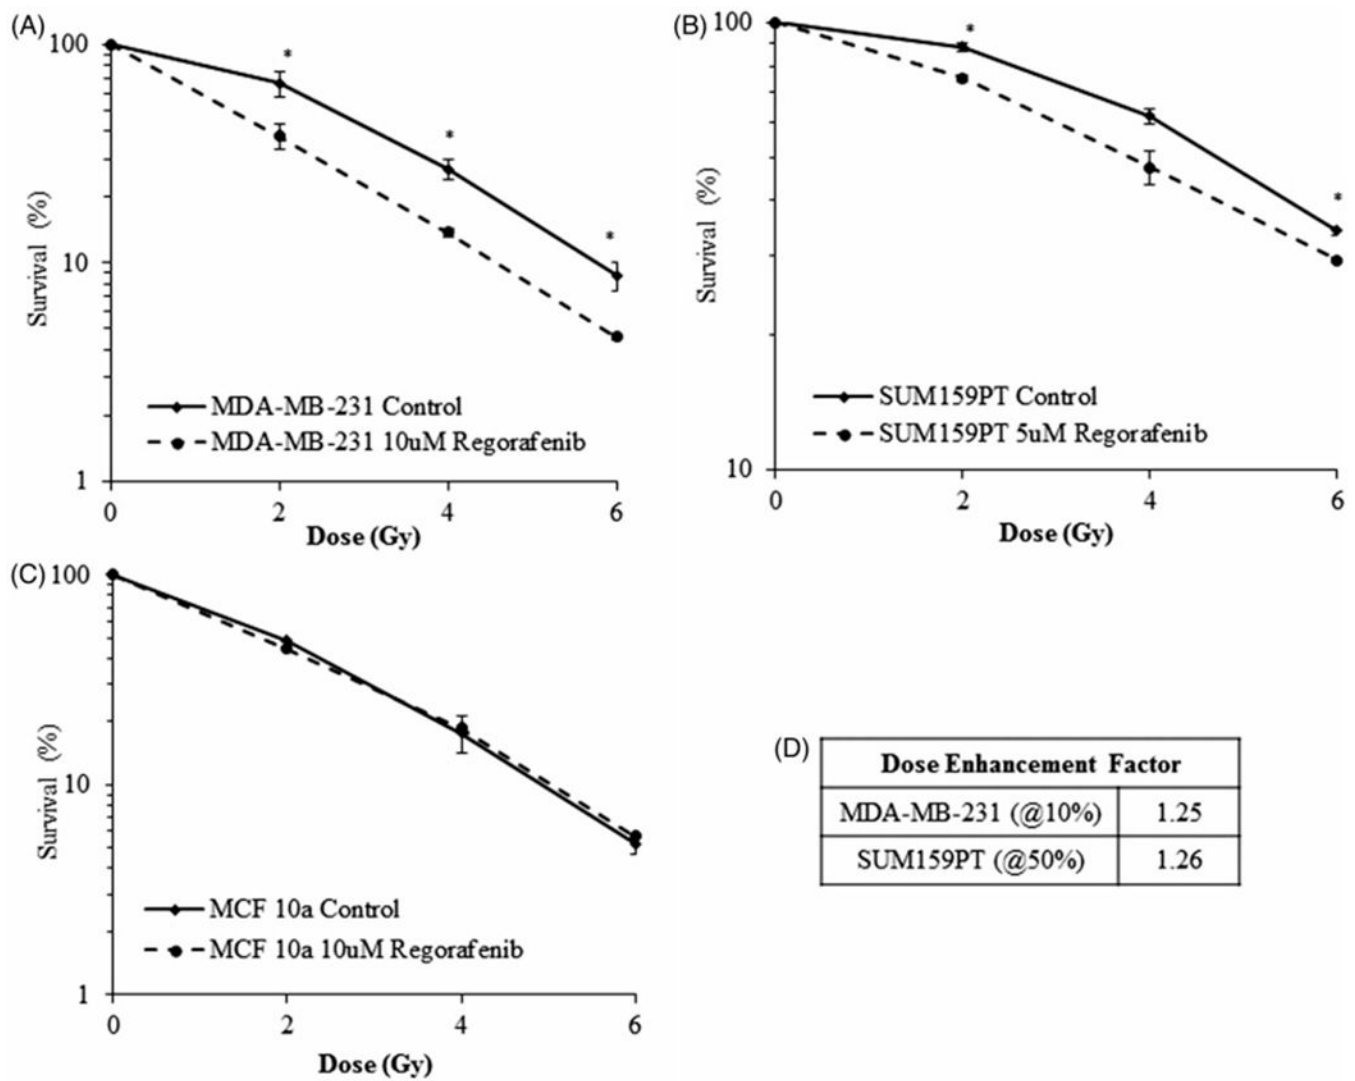 (A)
100
10
1
Survival (%)
*
*
*
MDA-MB-231 Control
MDA-MB-231 10uM Regorafenib
0 2 4 6
Dose (Gy)
(B)
100
10
Survival (%)
*
*
SUM159PT Control
SUM159PT 5uM Regorafenib
0 2 4 6
Dose (Gy)
(C)
100
10
1
Survival (%)
MCF 10a Control
MCF 10a 10uM Regorafenib
0 2 4 6
Dose (Gy)
(D)
Dose Enhancement Factor
MDA-MB-231 (@10%) 1.25
SUM159PT (@50%) 1.26